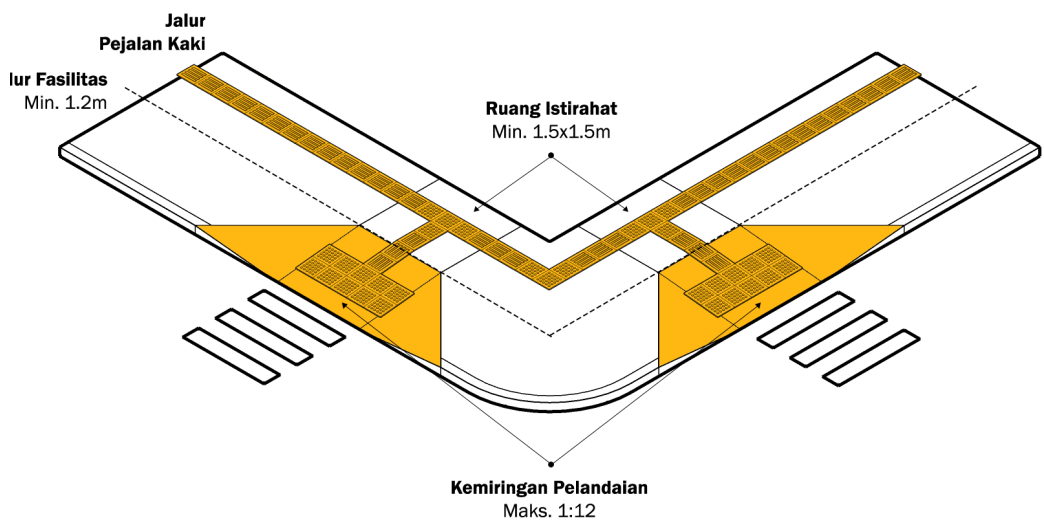 Jalur
Pejalan Kaki
lur Fasilitas
Min. 1.2m
Ruang Istirahat
Min. 1.5x1.5m
Kemiringan Pelandaian
Maks. 1:12